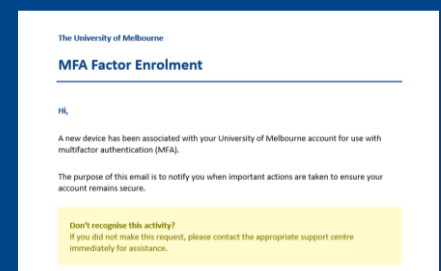 The University of Melbourne
MFA Factor Enrolment
Hi,
A new device has been associated with your University of Melbourne account for use with
multifactor authentication (MFA).
The purpose of this email is to notify you when important actions are taken to ensure your
account remains secure.
Don't recognise this activity?
If you did not make this request, please contact the appropriate support centre
immediately for assistance.